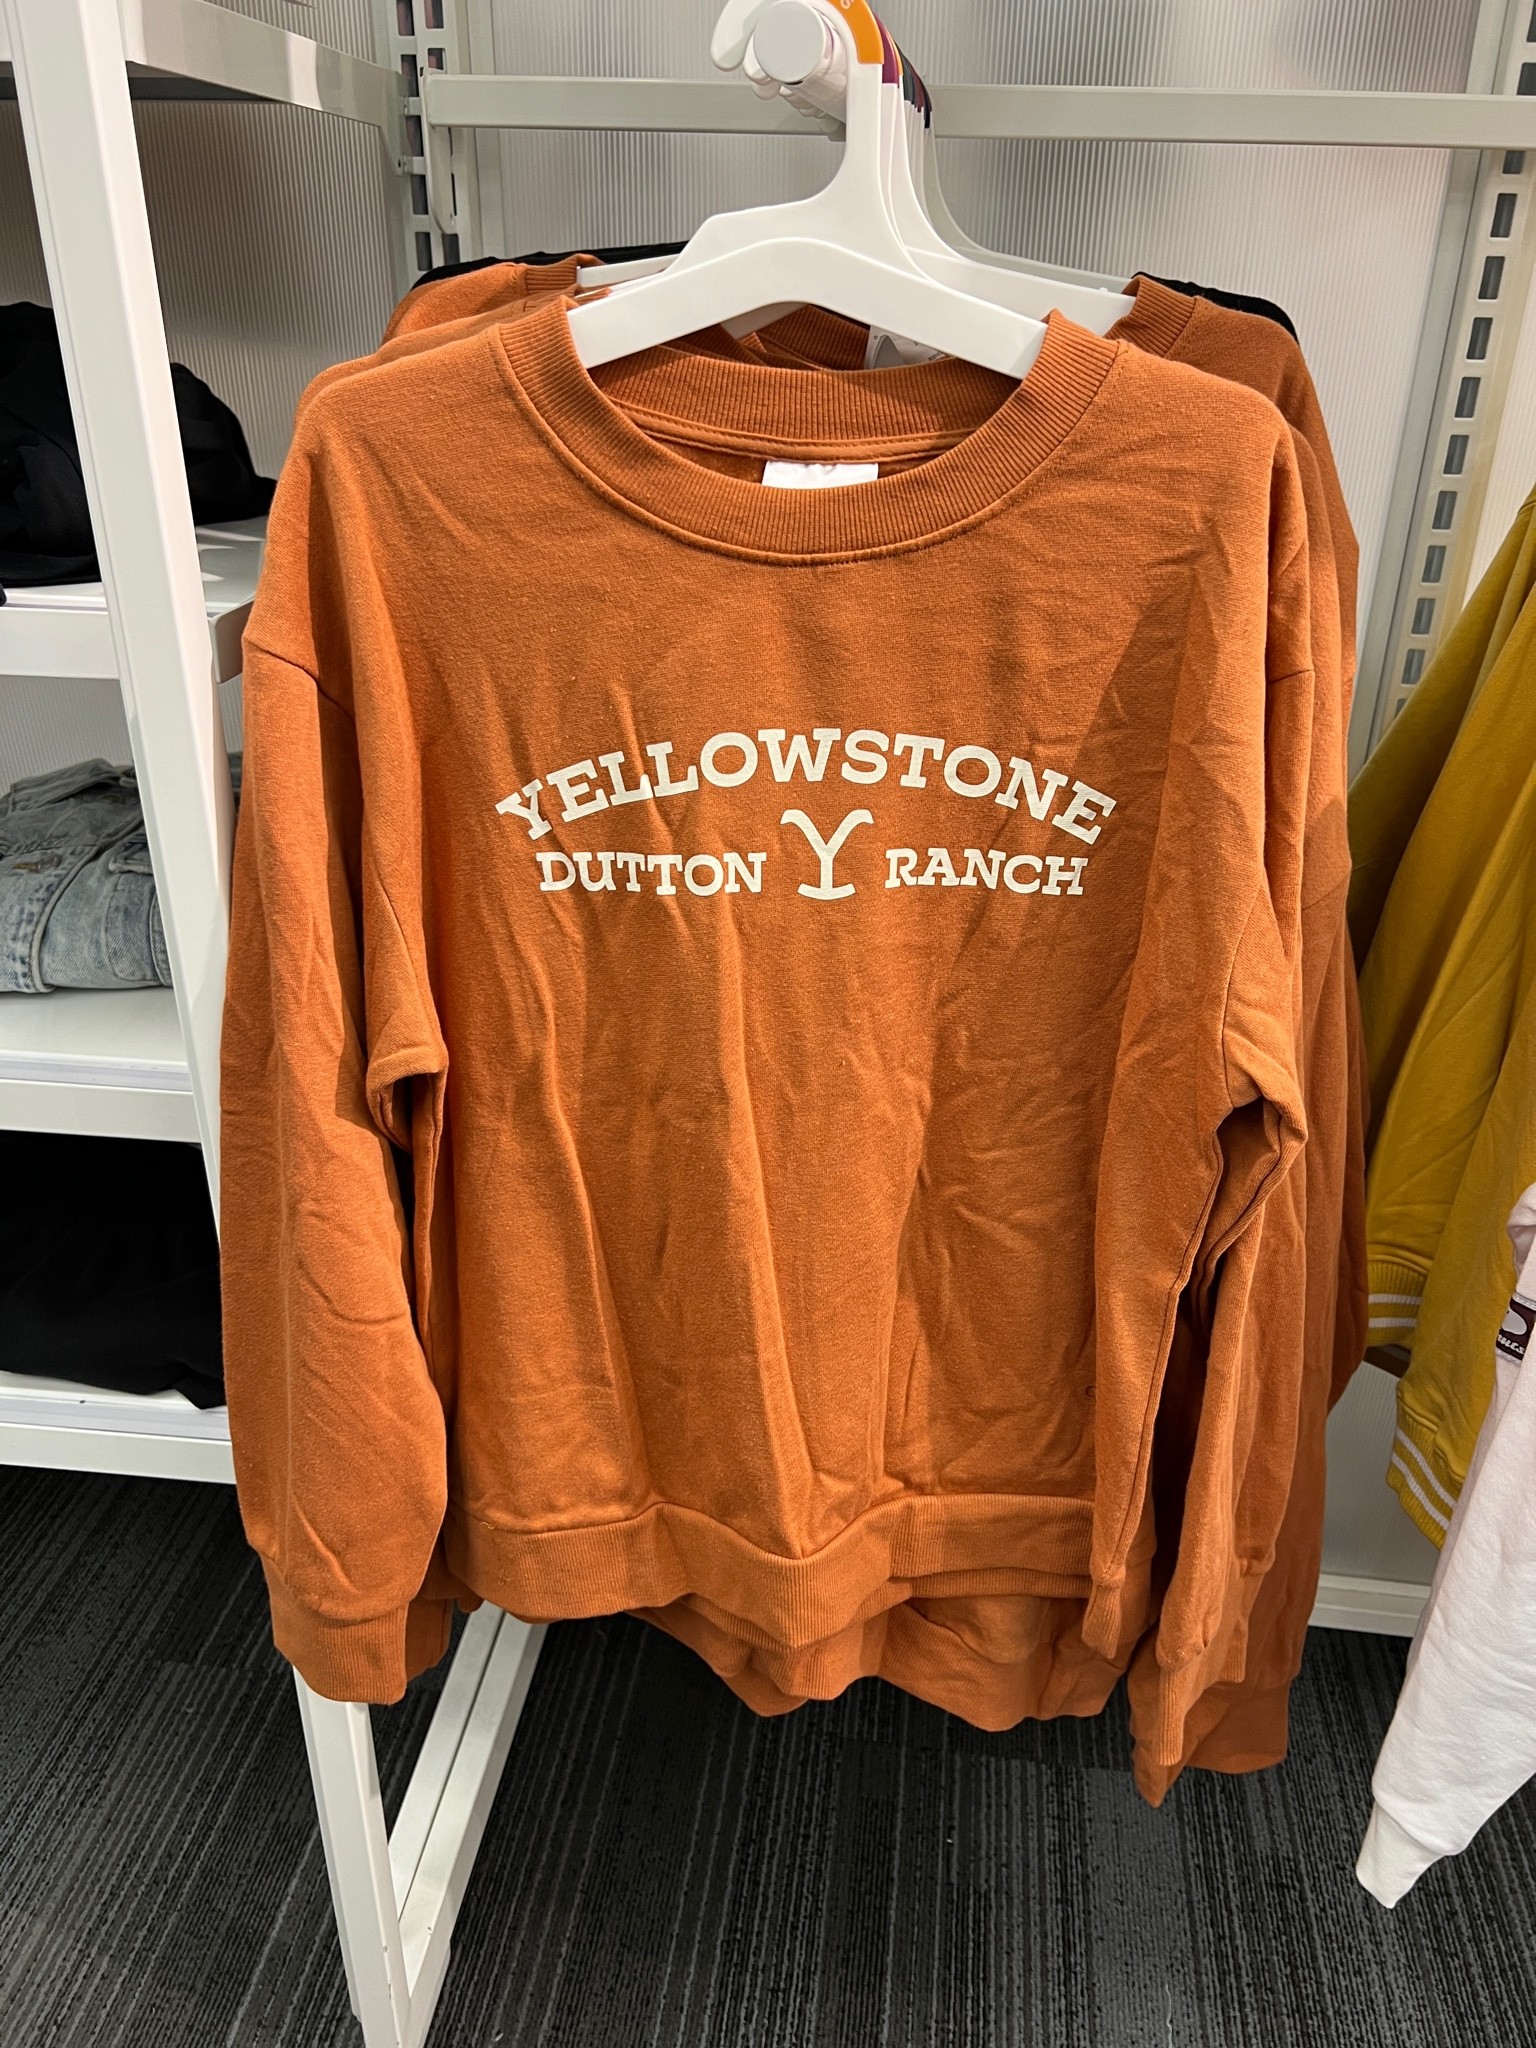 YELLOWSTONE
DUTTON Y RANCH
S